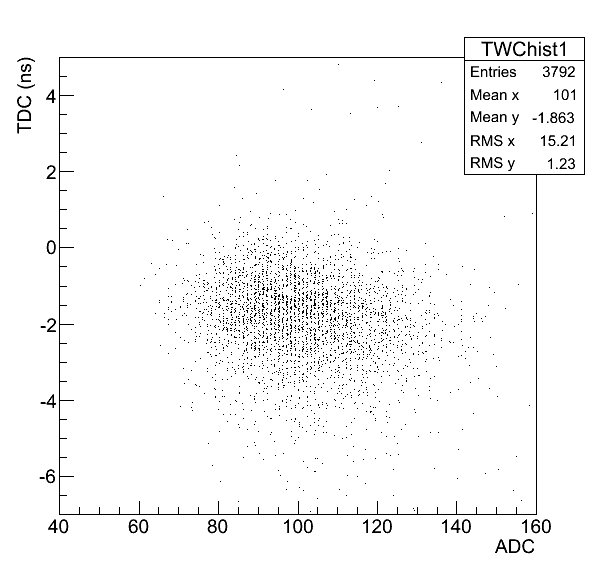 TWChist1
Entries 3792
Mean x 101
Mean y -1.863
RMS x 15.21
RMS y 1.23
TDC (ns)
4
2
0
-2
-4
-6
40 60 80 100 120 140 160
ADC